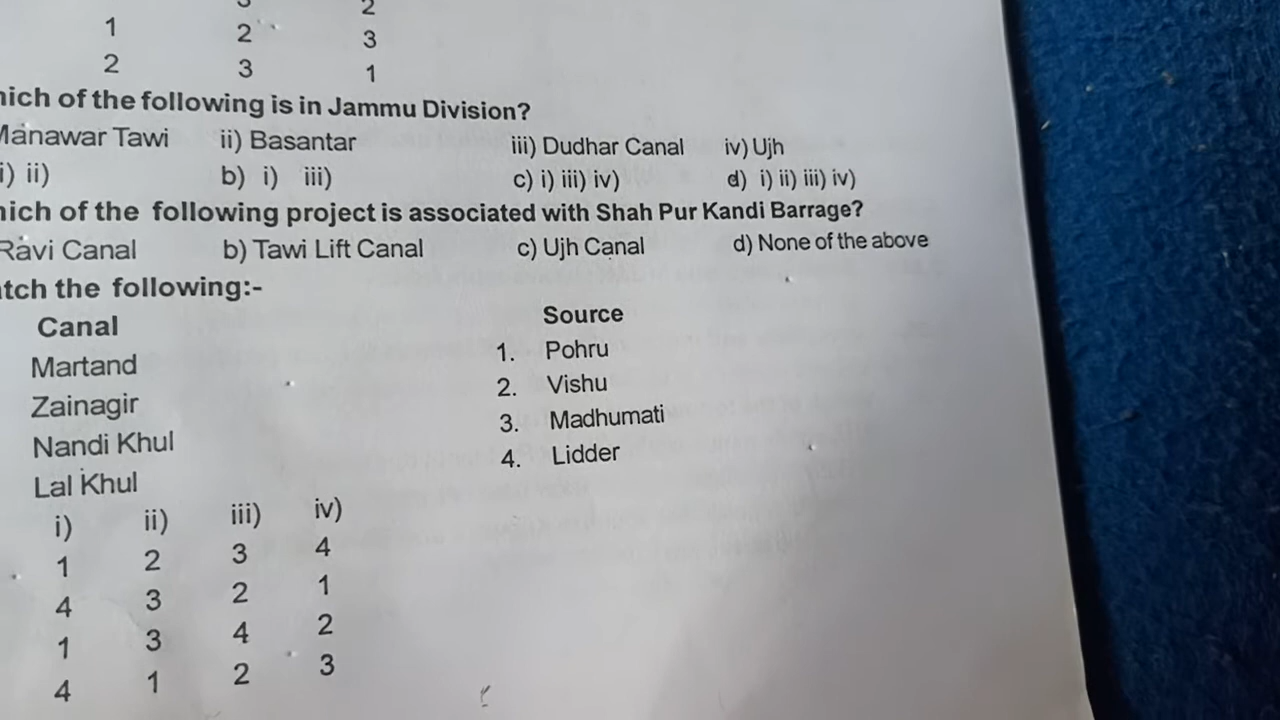 3 2
1 2 3
2 3 1
hich of the following is in Jammu Division?
Manawar Tawi ii) Basantar iii) Dudhar Canal iv) Ujh
i) ii) b) i) iii) c) i) iii) iv) d) i) ii) iii) iv)
hich of the following project is associated with Shah Pur Kandi Barrage?
Ravi Canal b) Tawi Lift Canal c) Ujh Canal d) None of the above
tch the following:-
Canal Source
Martand 1. Pohru
Zainagir 2. Vishu
Nandi Khul 3. Madhumati
Lal Khul 4. Lidder
i) ii) iii) iv)
1 2 3 4
4 3 2 1
1 3 4 2
4 1 2 3